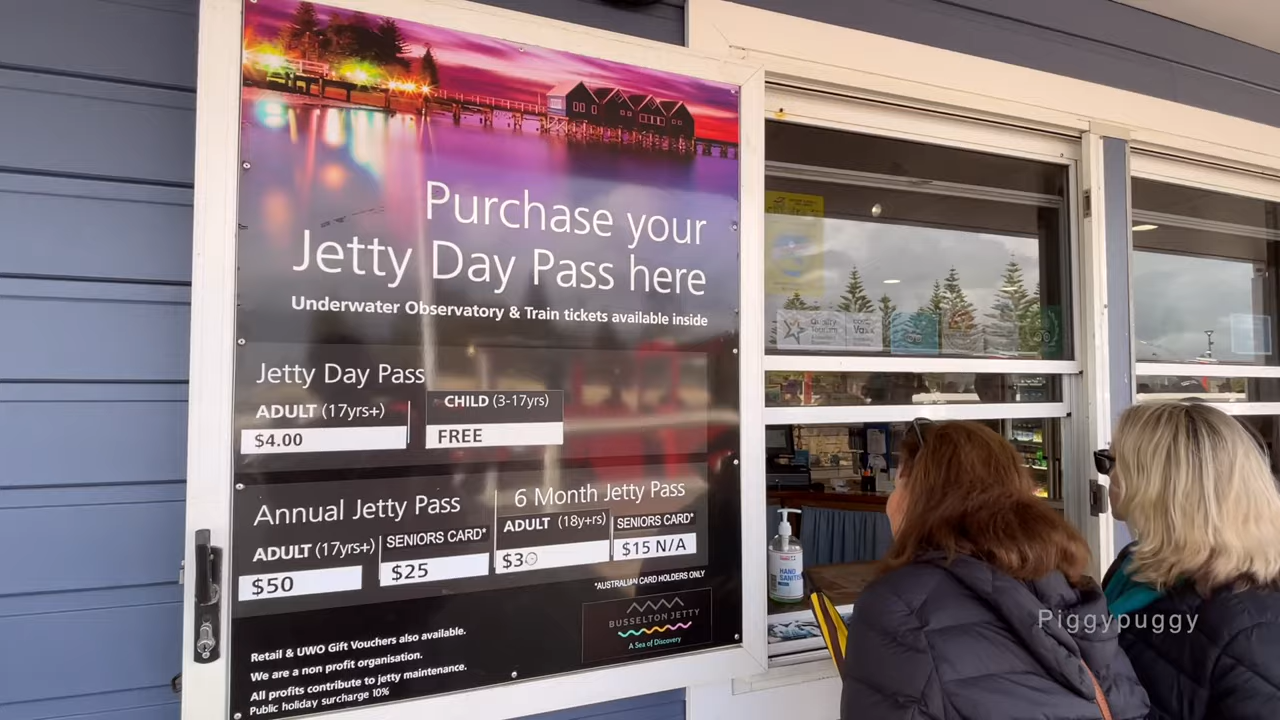 Purchase your
Jetty Day Pass here
Underwater Observatory & Train tickets available inside
Jetty Day Pass
ADULT (17yrs+)
$4.00
CHILD (3-17yrs)
FREE
Annual Jetty Pass
ADULT (17yrs+)
$50
SENIORS CARD*
$25
6 Month Jetty Pass
ADULT (18y+rs)
SENIORS CARD*
$15 N/A
*AUSTRALIAN CARD HOLDERS ONLY
BUSSELTON JETTY
A Sea of Discovery
Retail & UWO Gift Vouchers also available.
We are a non profit organisation.
All profits contribute to jetty maintenance.
Public holiday surcharge 10%
HAND
Piggypuggy